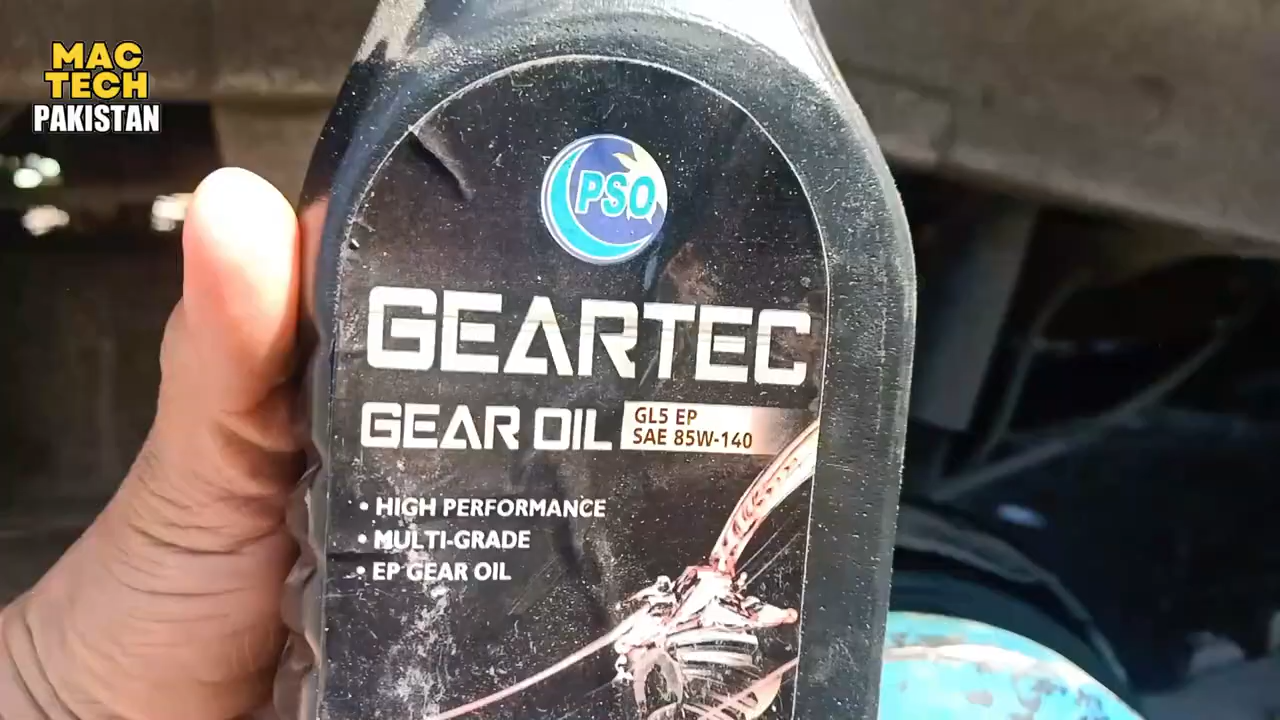 MAC
TECH
PAKISTAN
PSO
GEARTEC
GEAR OIL
GL5 EP
SAE 85W-140
• HIGH PERFORMANCE
• MULTI-GRADE
• EP GEAR OIL